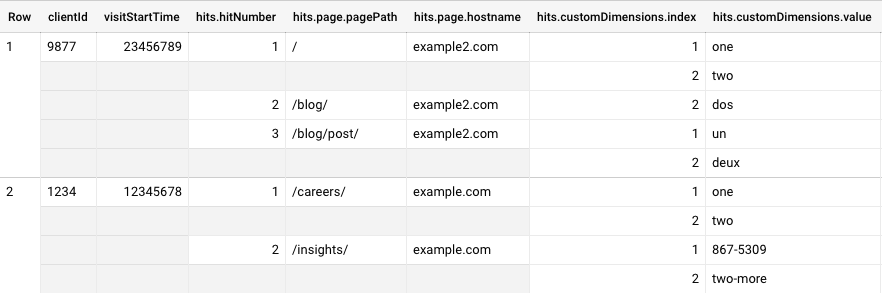 Row clientId visitStartTime hits.hitNumber hits.page.pagePath hits.page.hostname hits.customDimensions.index hits.customDimensions.value
1 9877 23456789 1 / example2.com 1 one
2 two
2 /blog/ example2.com 2 dos
3 /blog/post/ example2.com 1 un
2 deux
2 1234 12345678 1 /careers/ example.com 1 one
2 two
2 /insights/ example.com 1 867-5309
2 two-more